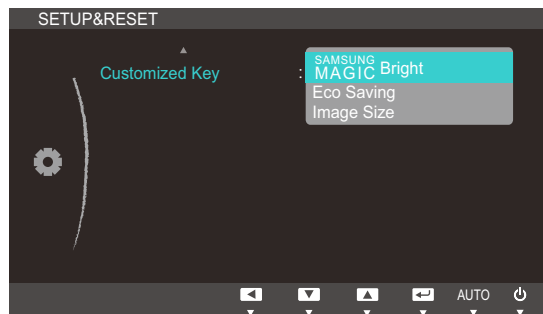 SETUP&RESET
Customized Key : SAMSUNG MAGIC Bright
Eco Saving
Image Size
AUTO